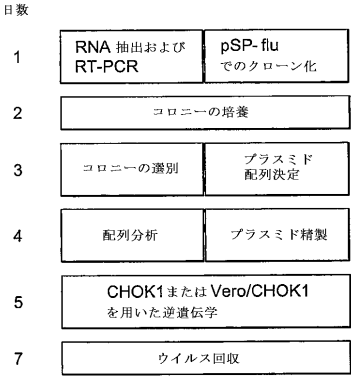 日数
1
RNA 抽出および
RT-PCR
pSP-flu
でのクローン化
2
コロニーの培養
3
コロニーの選別
プラスミド
配列決定
4
配列分析
プラスミド精製
5
CHOK1または Vero/CHOK1
を用いた逆遺伝学
7
ウイルス回収